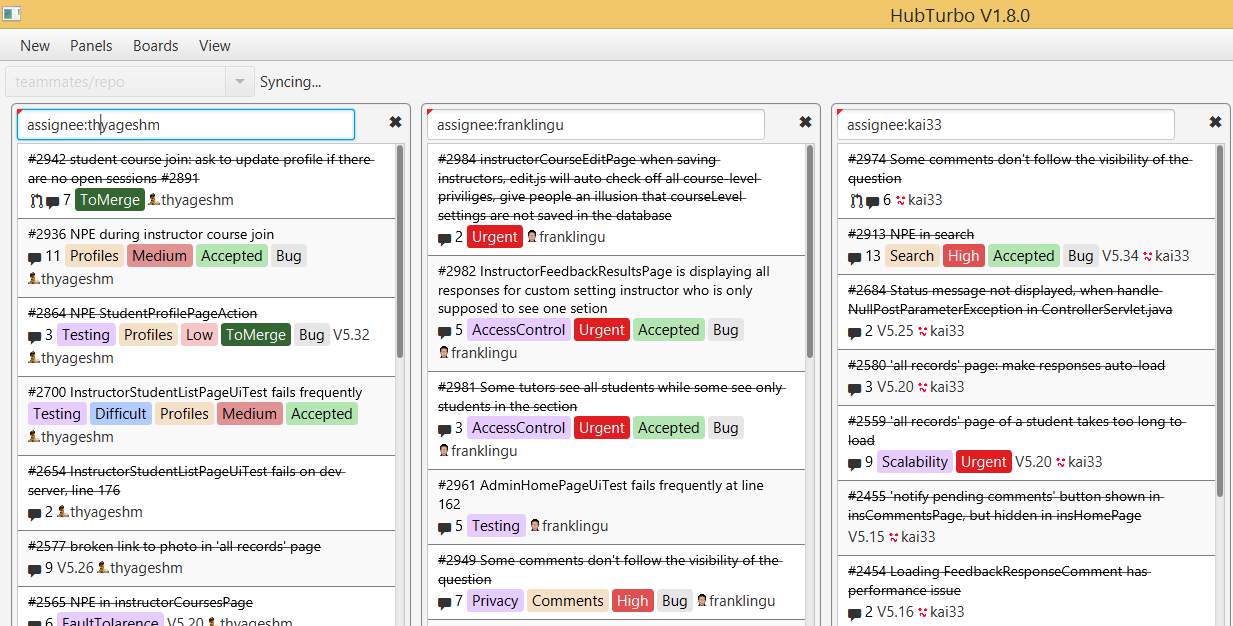 HubTurbo V1.8.0
New Panels Boards View
teammates/repo Syncing...
assignee:thyageshm
#2942 student course join: ask to update profile if there
are no open sessions #2891
7 ToMerge thyageshm
#2936 NPE during instructor course join
11 Profiles Medium Accepted Bug
thyageshm
#2864 NPE StudentProfilePageAction
3 Testing Profiles Low ToMerge Bug V5.32
thyageshm
#2700 InstructorStudentListPageUiTest fails frequently
Testing Difficult Profiles Medium Accepted
thyageshm
#2654 InstructorStudentListPageUiTest fails on dev
server, line 176
2 thyageshm
#2577 broken link to photo in 'all records' page
9 V5.26 thyageshm
#2565 NPE in instructorCoursesPage
6 FaultTolarence V5.20 thyageshm
assignee:franklingu
#2984 instructorCourseEditPage when saving
instructors, edit.js will auto check off all course-level
priviliges, give people an illusion that courseLevel
settings are not saved in the database
2 Urgent franklingu
#2982 InstructorFeedbackResultsPage is displaying all
responses for custom setting instructor who is only
supposed to see one setion
5 AccessControl Urgent Accepted Bug
franklingu
#2981 Some tutors see all students while some see only
students in the section
3 AccessControl Urgent Accepted Bug
franklingu
#2961 AdminHomePageUiTest fails frequently at line
162
5 Testing franklingu
#2949 Some comments don't follow the visibility of the
question
7 Privacy Comments High Bug franklingu
assignee:kai33
#2974 Some comments don't follow the visibility of the
question
6 kai33
#2913 NPE in search
13 Search High Accepted Bug V5.34 kai33
#2684 Status message not displayed, when handle
NullPostParameterException in ControllerServlet.java
2 V5.25 kai33
#2580 'all records' page: make responses auto-load
3 V5.20 kai33
#2559 'all records' page of a student takes too long to
load
9 Scalability Urgent V5.20 kai33
#2455 'notify pending comments' button shown in
insCommentsPage, but hidden in insHomePage
V5.15 kai33
#2454 Loading FeedbackResponseComment has
performance issue
2 V5.16 kai33